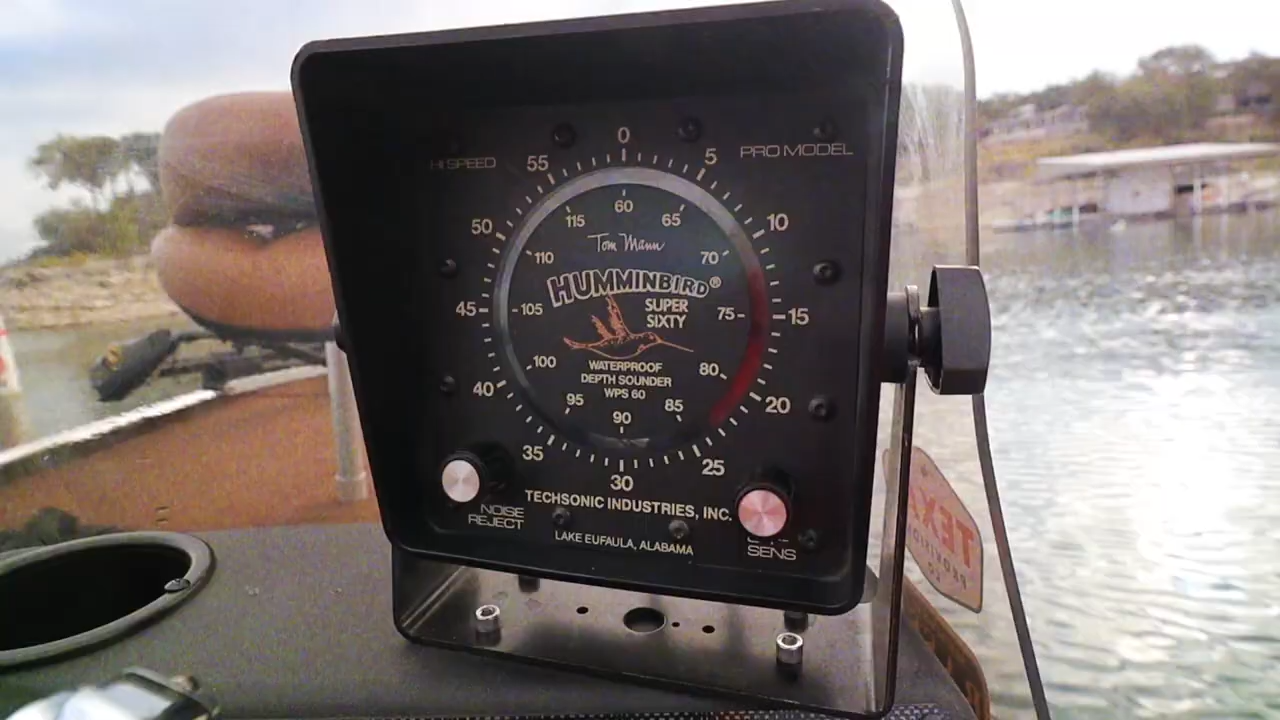 HI SPEED
PRO MODEL
0
5
10
15
20
25
30
35
40
45
50
55
60
65
70
75
80
85
90
95
100
105
110
115
Tom Mann
HUMMINBIRD®
SUPER
SIXTY
WATERPROOF
DEPTH SOUNDER
WPS 60
NOISE
REJECT
TECHSONIC INDUSTRIES, INC.
LAKE EUFAULA, ALABAMA
SENS